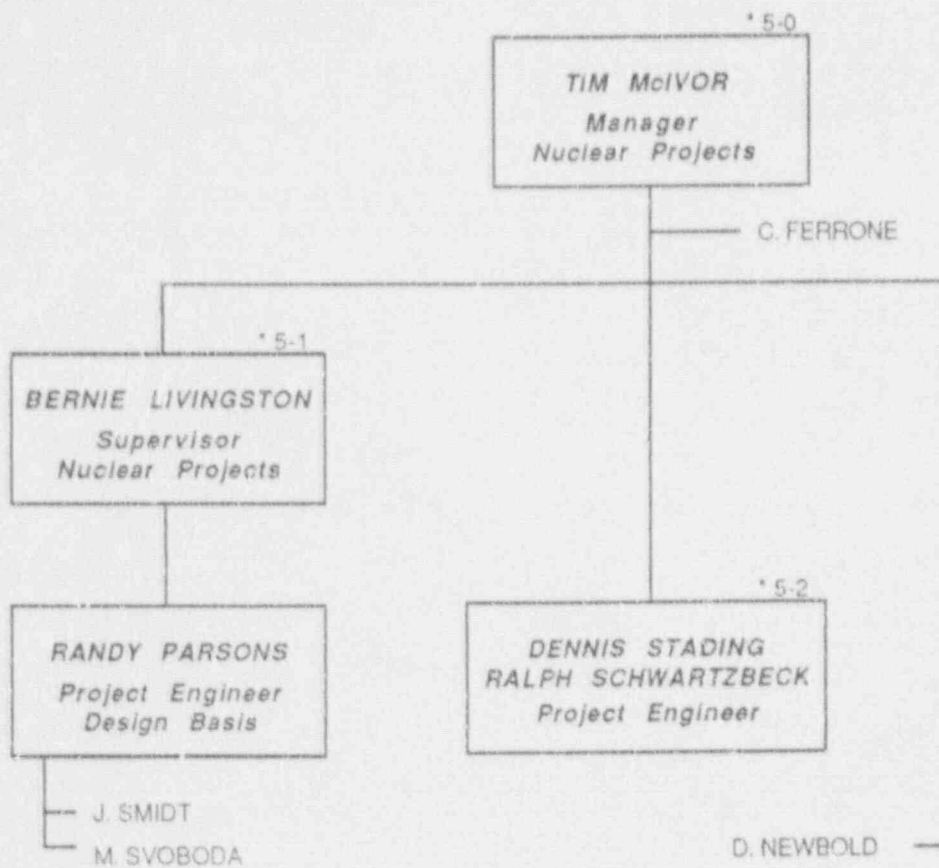 * 5-0
TIM McIVOR
Manager
Nuclear Projects
C. FERRONE
* 5-1
BERNIE LIVINGSTON
Supervisor
Nuclear Projects
RANDY PARSONS
Project Engineer
Design Basis
J. SMIDT
M. SVOBODA
* 5-2
DENNIS STADING
RALPH SCHWARTZBECK
Project Engineer
D. NEWBOLD